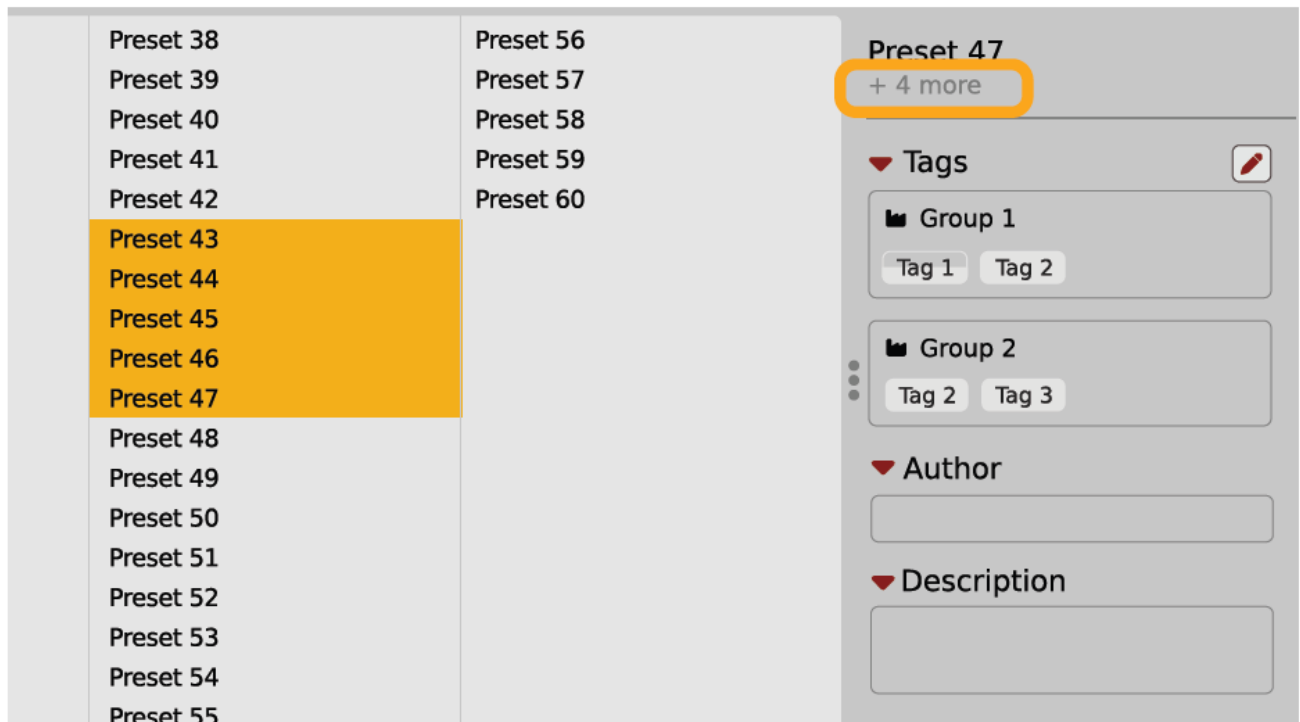 Preset 38
Preset 39
Preset 40
Preset 41
Preset 42
Preset 43
Preset 44
Preset 45
Preset 46
Preset 47
Preset 48
Preset 49
Preset 50
Preset 51
Preset 52
Preset 53
Preset 54
Preset 55
Preset 56
Preset 57
Preset 58
Preset 59
Preset 60
Preset 47
+ 4 more
Tags
Group 1
Tag 1 Tag 2
Group 2
Tag 2 Tag 3
Author
Description